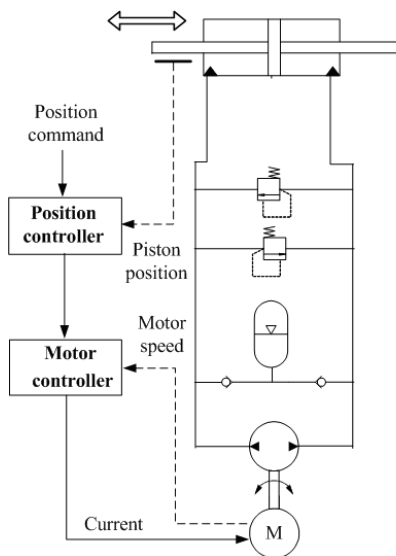 Position
command
Position
controller
Piston
position
Motor
speed
Motor
controller
Current
M